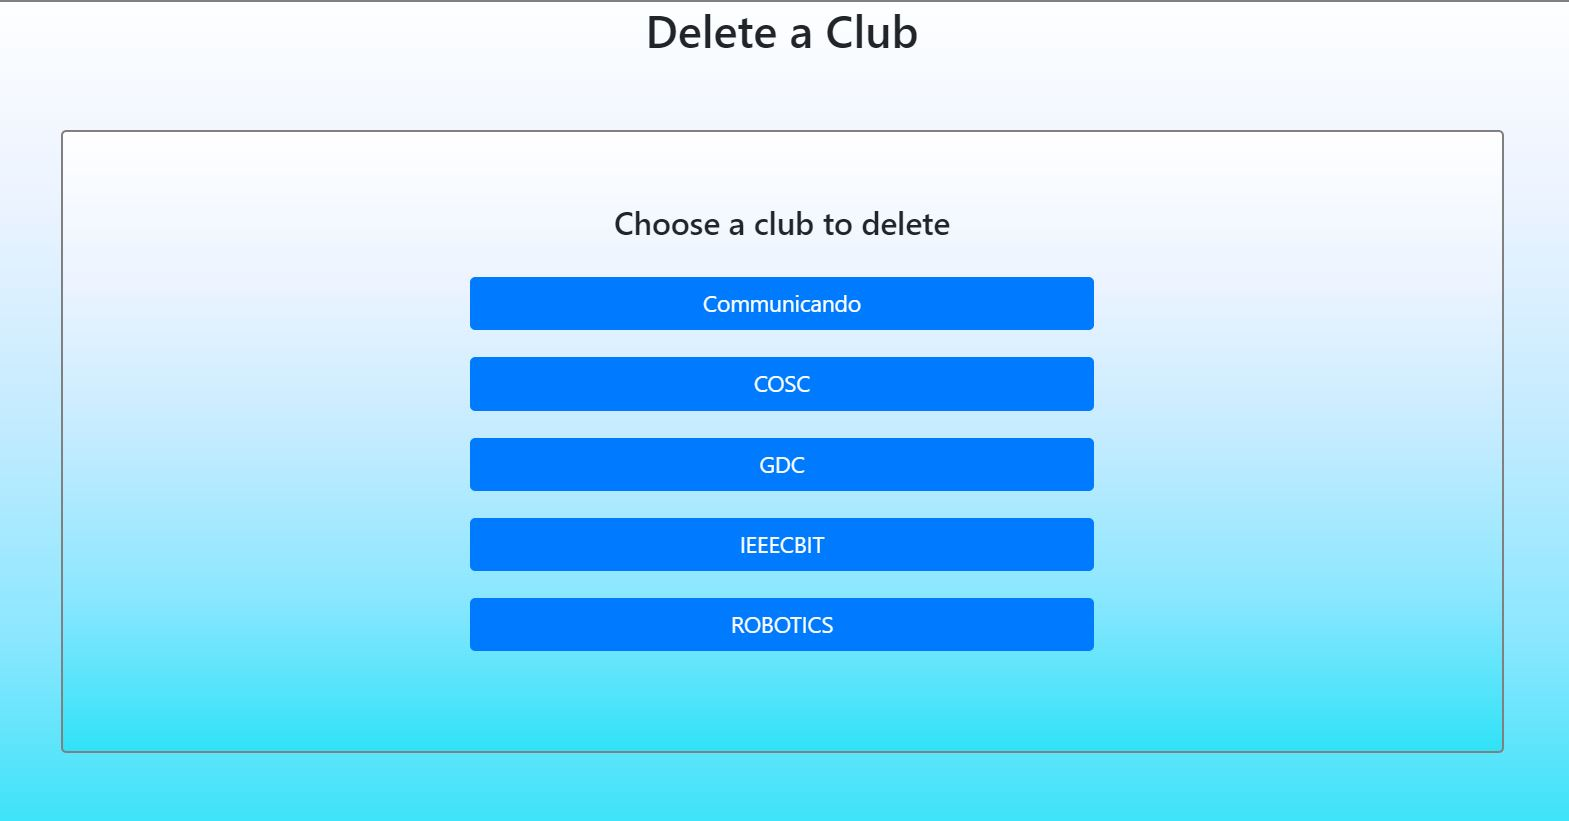 Delete a Club
Choose a club to delete
Communicando
COSC
GDC
IEEECBIT
ROBOTICS